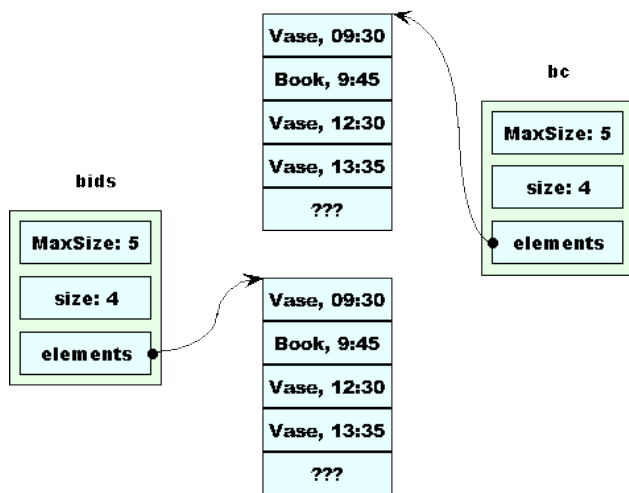 Vase, 09:30
Book, 9:45
Vase, 12:30
Vase, 13:35
???
bc
MaxSize: 5
size: 4
elements
bids
MaxSize: 5
size: 4
elements
Vase, 09:30
Book, 9:45
Vase, 12:30
Vase, 13:35
???